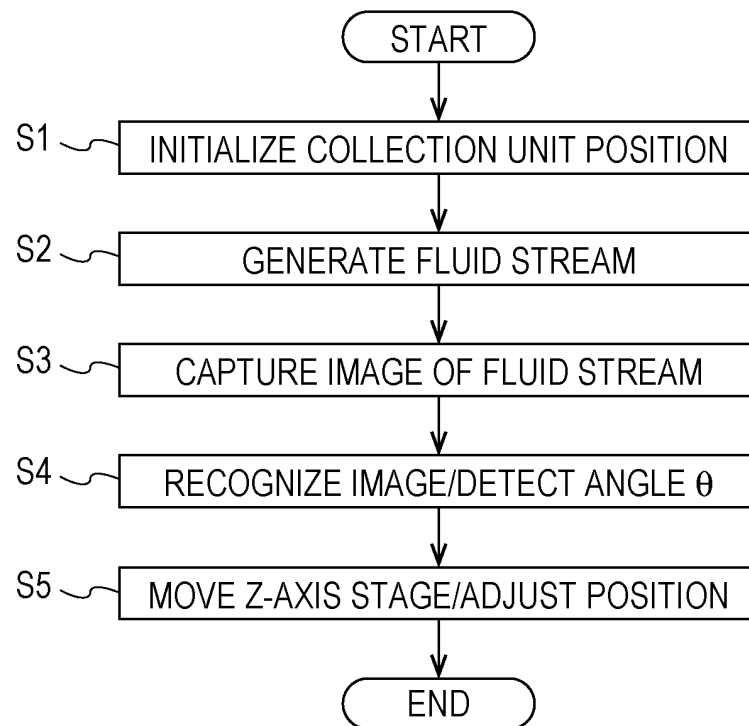 START
S1 INITIALIZE COLLECTION UNIT POSITION
S2 GENERATE FLUID STREAM
S3 CAPTURE IMAGE OF FLUID STREAM
S4 RECOGNIZE IMAGE/DETECT ANGLE θ
S5 MOVE Z-AXIS STAGE/ADJUST POSITION
END